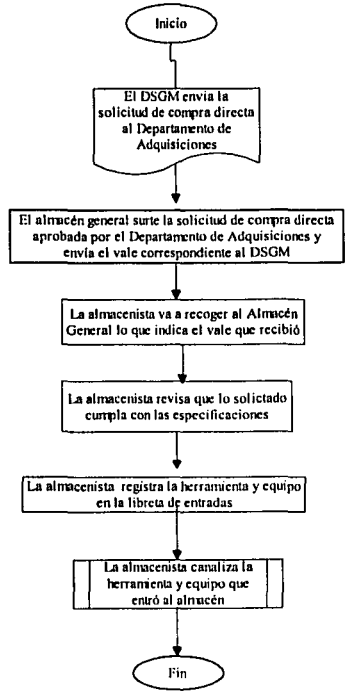 Inicio
El DSGM envía la
solicitud de compra directa
al Departamento de
Adquisiciones
El almacén general surte la solicitud de compra directa
aprobada por el Departamento de Adquisiciones y
envía el vale correspondiente al DSGM
La almacenista va a recoger al Almacén
General lo que indica el vale que recibió
La almacenista revisa que lo solictado
cumpla con las especificaciones
La almacenista registra la herramienta y equipo
en la libreta de entradas
La almacenista canaliza la
herramienta y equipo que
entró al almacén
Fin